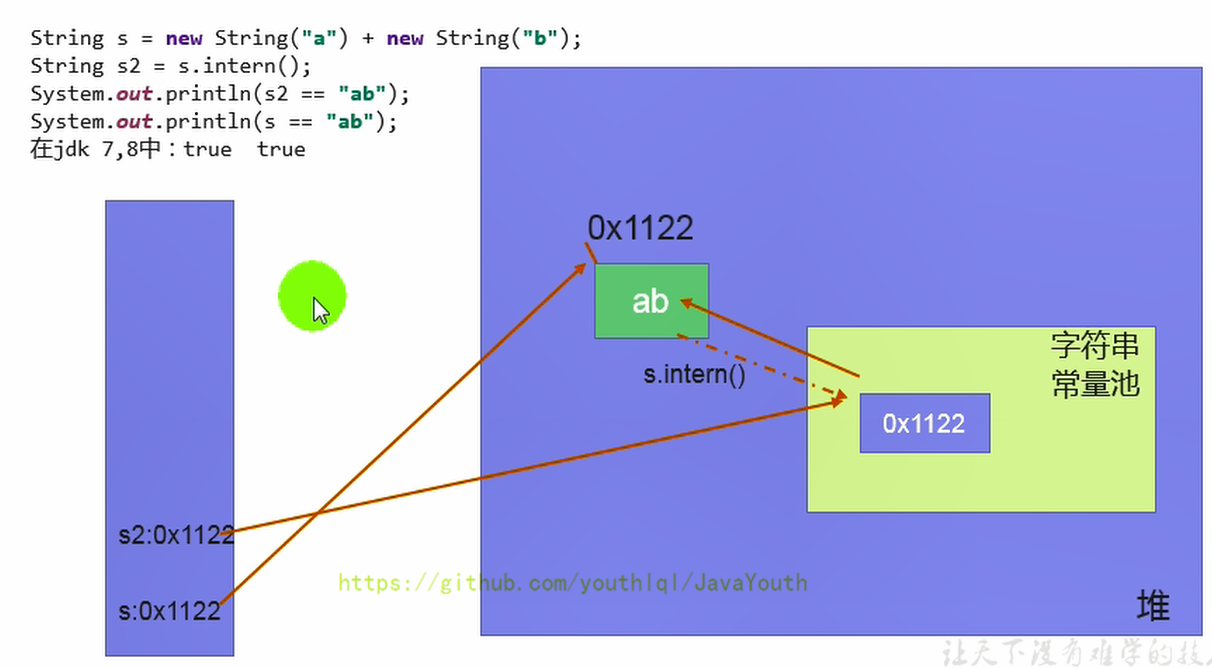 String s = new String("a") + new String("b");
String s2 = s.intern();
System.out.println(s2 == "ab");
System.out.println(s == "ab");
在jdk 7,8中：true  true
0x1122
ab
字符串
常量池
s.intern()
0x1122
s2:0x1122
https://github.com/youthlql/JavaYouth
s:0x1122
堆
让天下没有难学的技